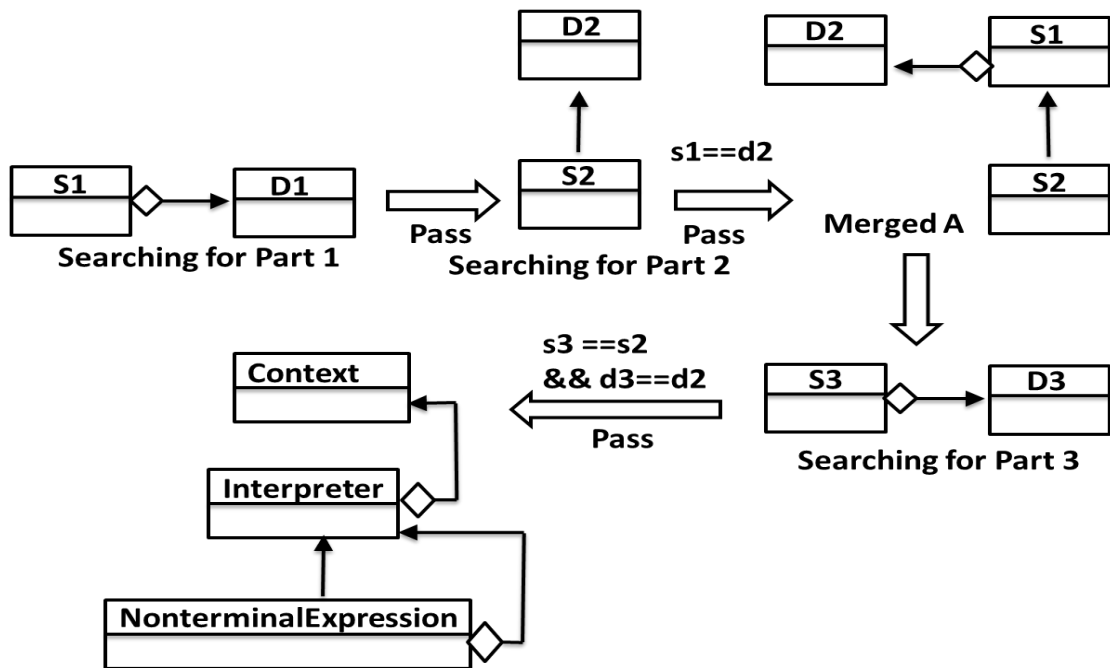 D2
D2
S1
S1
D1
S2
s1==d2
S2
Pass
Pass
Merged A
Searching for Part 1
Searching for Part 2
Context
s3 ==s2
&& d3==d2
S3
D3
Pass
Searching for Part 3
Interpreter
NonterminalExpression